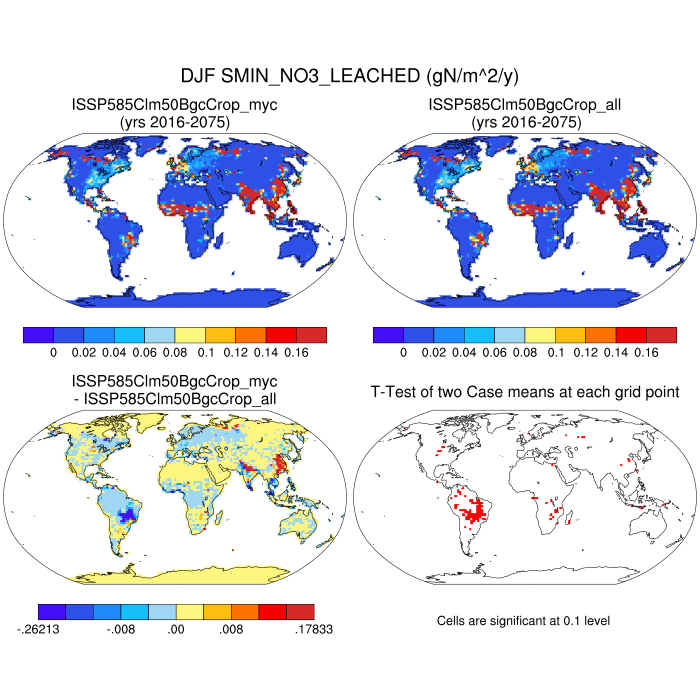 DJF SMIN_NO3_LEACHED (gN/m^2/y)
ISSP585Clm50BgcCrop_myc
(yrs 2016-2075)
ISSP585Clm50BgcCrop_all
(yrs 2016-2075)
0 0.02 0.04 0.06 0.08 0.1 0.12 0.14 0.16
0 0.02 0.04 0.06 0.08 0.1 0.12 0.14 0.16
ISSP585Clm50BgcCrop_myc
- ISSP585Clm50BgcCrop_all
T-Test of two Case means at each grid point
-.26213 -.008 .00 .008 .17833
Cells are significant at 0.1 level